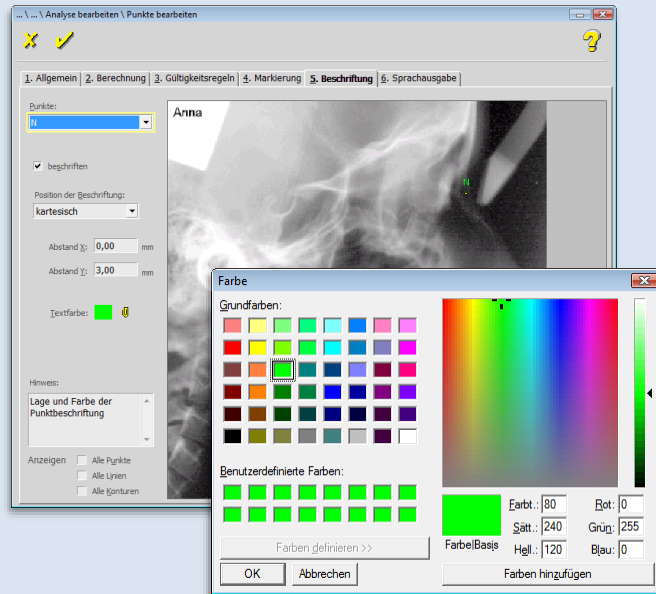 ... \ ... \ Analyse bearbeiten \ Punkte bearbeiten
1. Allgemein
2. Berechnung
3. Gültigkeitsregeln
4. Markierung
5. Beschriftung
6. Sprachausgabe
Punkte:
N
beschriften
Position der Beschriftung:
kartesisch
Abstand X: 0,00 mm
Abstand Y: 3,00 mm
Textfarbe:
Hinweis:
Lage und Farbe der
Punktbeschriftung
Anzeigen
Alle Punkte
Alle Linien
Alle Konturen
Anna
N
Farbe
Grundfarben:
Benutzerdefinierte Farben:
Farben definieren >>
OK
Abbrechen
Farbe|Basis
Farbt.: 80
Sätt.: 240
Hell.: 120
Rot: 0
Grün: 255
Blau: 0
Farben hinzufügen